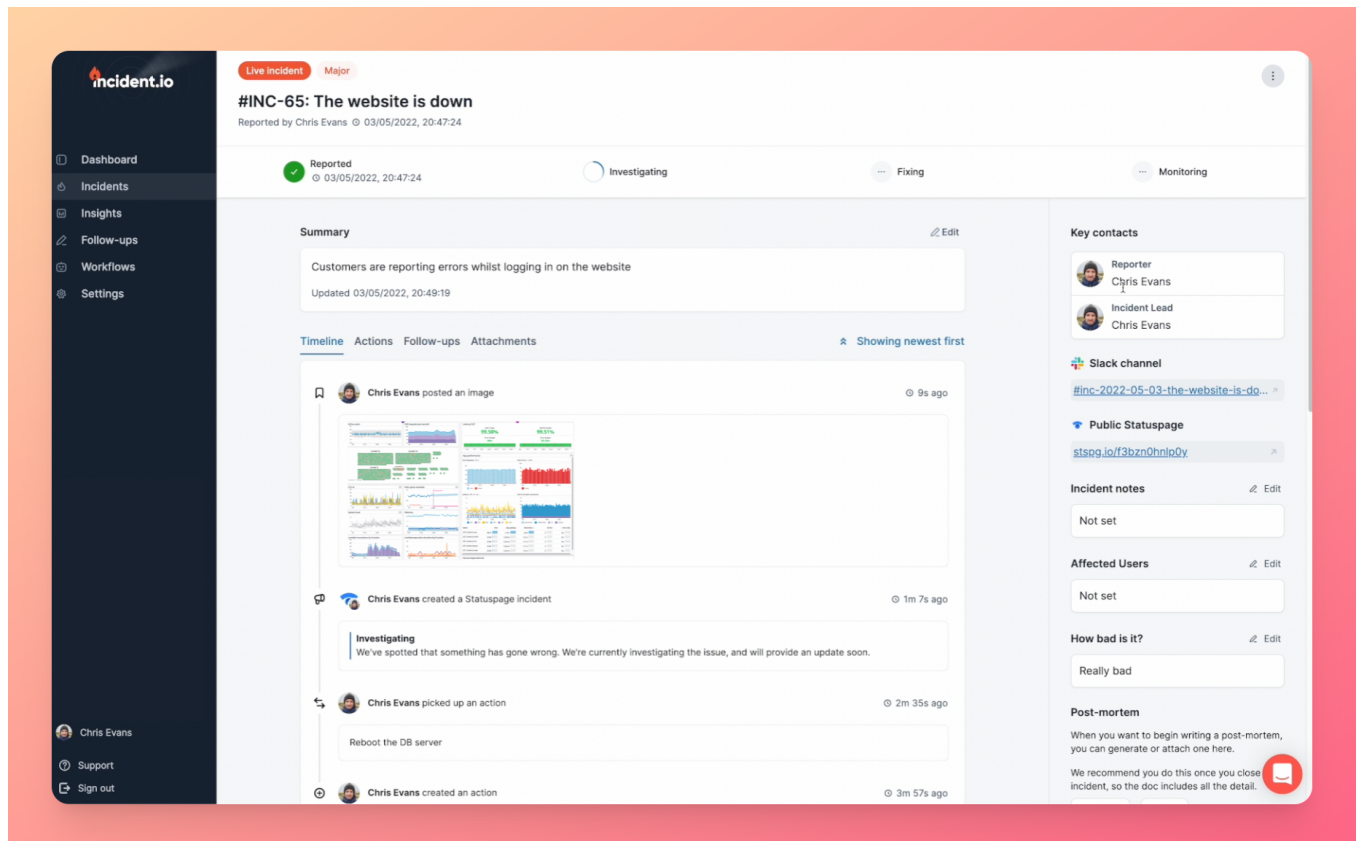 incident.io
Dashboard
Incidents
Insights
Follow-ups
Workflows
Settings
Chris Evans
Support
Sign out
Live incident
Major
#INC-65: The website is down
Reported by Chris Evans 03/05/2022, 20:47:24
Reported
03/05/2022, 20:47:24
Investigating
Fixing
Monitoring
Summary
Edit
Customers are reporting errors whilst logging in on the website
Updated 03/05/2022, 20:49:19
Timeline Actions Follow-ups Attachments
Showing newest first
Chris Evans posted an image
9s ago
99.50% 99.51%
Chris Evans created a Statuspage incident
1m 7s ago
Investigating
We've spotted that something has gone wrong. We're currently investigating the issue, and will provide an update soon.
Chris Evans picked up an action
2m 35s ago
Reboot the DB server
Chris Evans created an action
3m 57s ago
Key contacts
Reporter
Chris Evans
Incident Lead
Chris Evans
Slack channel
#inc-2022-05-03-the-website-is-do...
Public Statuspage
stspg.io/f3bzn0hnlp0y
Incident notes
Edit
Not set
Affected Users
Edit
Not set
How bad is it?
Edit
Really bad
Post-mortem
When you want to begin writing a post-mortem,
you can generate or attach one here.
We recommend you do this once you close
incident, so the doc includes all the detail.